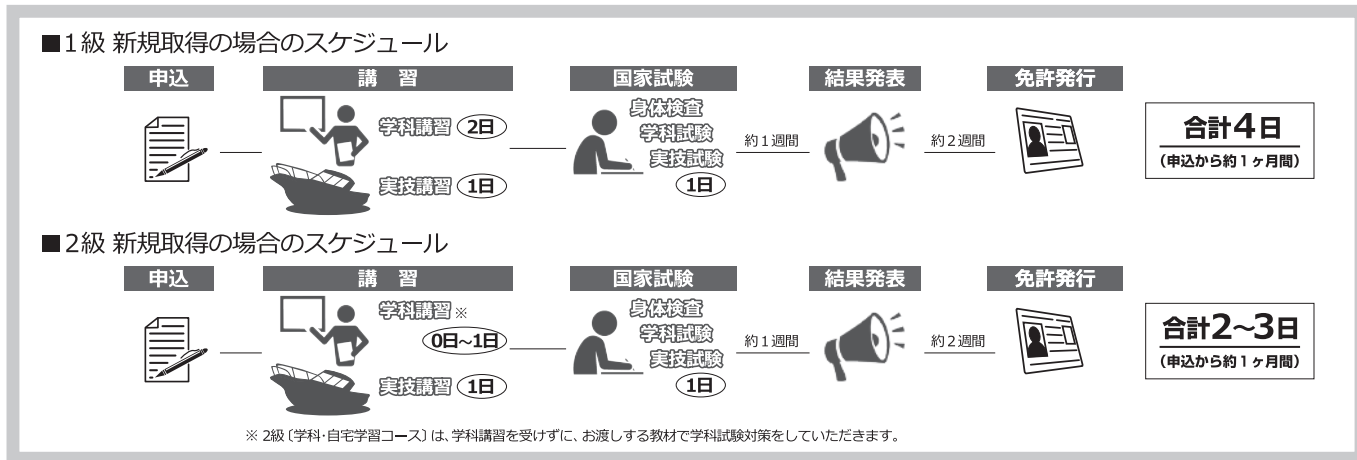 ■1級 新規取得の場合のスケジュール
申込
講 習
国家試験
結果発表
免許発行
学科講習 2日
実技講習 1日
身体検査
学科試験
実技試験
1日
約1週間
約2週間
合計4日
(申込から約1ヶ月間)
■2級 新規取得の場合のスケジュール
申込
講 習
国家試験
結果発表
免許発行
学科講習※
0日~1日
実技講習 1日
身体検査
学科試験
実技試験
1日
約1週間
約2週間
合計2~3日
(申込から約1ヶ月間)
※ 2級〔学科・自宅学習コース〕は、学科講習を受けずに、お渡しする教材で学科試験対策をしていただきます。